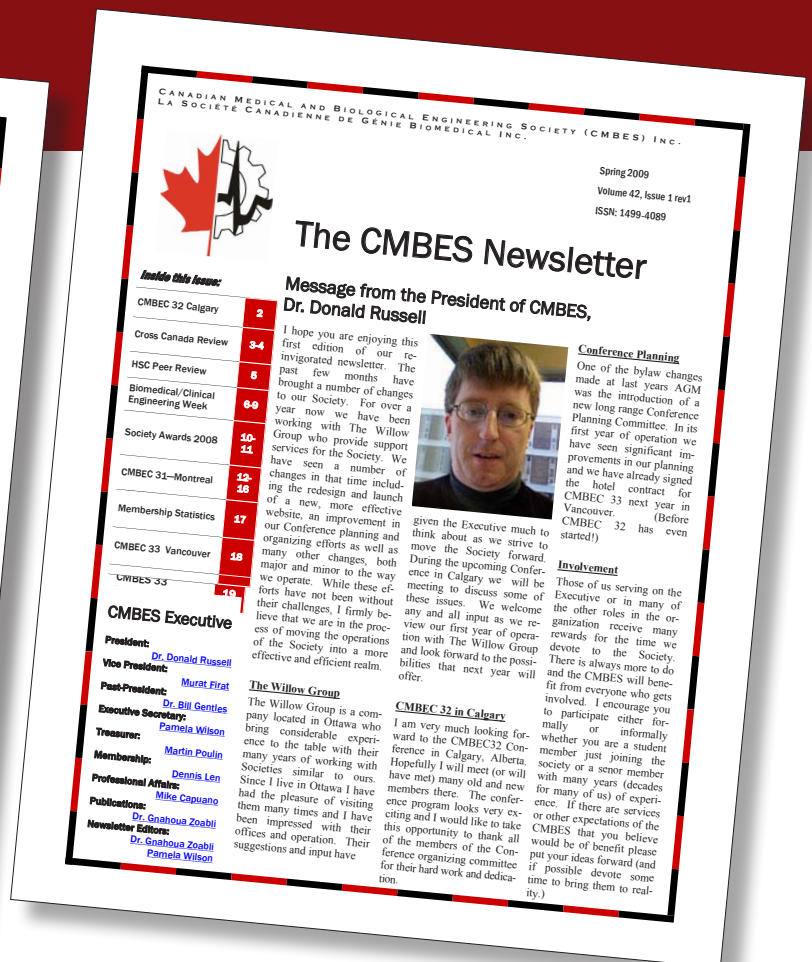 CANADIAN MEDICAL AND BIOLOGICAL ENGINEERING SOCIETY (CMBES) INC.
LA SOCIÉTÉ CANADIENNE DE GÉNIE BIOMEDICAL INC.
Spring 2009
Volume 42, Issue 1 rev1
ISSN: 1499-4089
The CMBES Newsletter
Inside this issue:
CMBEC 32 Calgary 2
Cross Canada Review 3-4
HSC Peer Review 5
Biomedical/Clinical
Engineering Week 6-9
Society Awards 2008 10-
11
CMBEC 31—Montreal 12-
16
Membership Statistics 17
CMBEC 33 Vancouver 18
CMBES 33 19
CMBES Executive
President:
Dr. Donald Russell
Vice President:
Murat Firat
Past-President:
Dr. Bill Gentles
Executive Secretary:
Pamela Wilson
Treasurer:
Martin Poulin
Membership:
Dennis Len
Professional Affairs:
Mike Capuano
Publications:
Dr. Gnahoua Zoabli
Newsletter Editors:
Dr. Gnahoua Zoabli
Pamela Wilson
Message from the President of CMBES,
Dr. Donald Russell
I hope you are enjoying this
first edition of our re-
invigorated newsletter. The
past few months have
brought a number of changes
to our Society. For over a
year now we have been
working with The Willow
Group who provide support
services for the Society. We
have seen a number of
changes in that time includ-
ing the redesign and launch
of a new, more effective
website, an improvement in
our Conference planning and
organizing efforts as well as
many other changes, both
major and minor to the way
we operate. While these ef-
forts have not been without
their challenges, I firmly be-
lieve that we are in the proc-
ess of moving the operations
of the Society into a more
effective and efficient realm.
The Willow Group
The Willow Group is a com-
pany located in Ottawa who
bring considerable experi-
ence to the table with their
many years of working with
Societies similar to ours.
Since I live in Ottawa I have
had the pleasure of visiting
them many times and I have
been impressed with their
offices and operation. Their
suggestions and input have
given the Executive much to
think about as we strive to
move the Society forward.
During the upcoming Confer-
ence in Calgary we will be
meeting to discuss some of
these issues. We welcome
any and all input as we re-
view our first year of opera-
tion with The Willow Group
and look forward to the possi-
bilities that next year will
offer.
CMBEC 32 in Calgary
I am very much looking for-
ward to the CMBEC32 Con-
ference in Calgary, Alberta.
Hopefully I will meet (or will
have met) many old and new
members there. The confer-
ence program looks very ex-
citing and I would like to take
this opportunity to thank all
of the members of the Con-
ference organizing committee
for their hard work and dedica-
tion.
Conference Planning
One of the bylaw changes
made at last years AGM
was the introduction of a
new long range Conference
Planning Committee. In its
first year of operation we
have seen significant im-
provements in our planning
and we have already signed
the hotel contract for
CMBEC 33 next year in
Vancouver. (Before
CMBEC 32 has even
started!)
Involvement
Those of us serving on the
Executive or in many of
the other roles in the or-
ganization receive many
rewards for the time we
devote to the Society.
There is always more to do
and the CMBES will bene-
fit from everyone who gets
involved. I encourage you
to participate either for-
mally or informally
whether you are a student
member just joining the
society or a senor member
with many years (decades
for many of us) of experi-
ence. If there are services
or other expectations of the
CMBES that you believe
would be of benefit please
put your ideas forward (and
if possible devote some
time to bring them to real-
ity.)